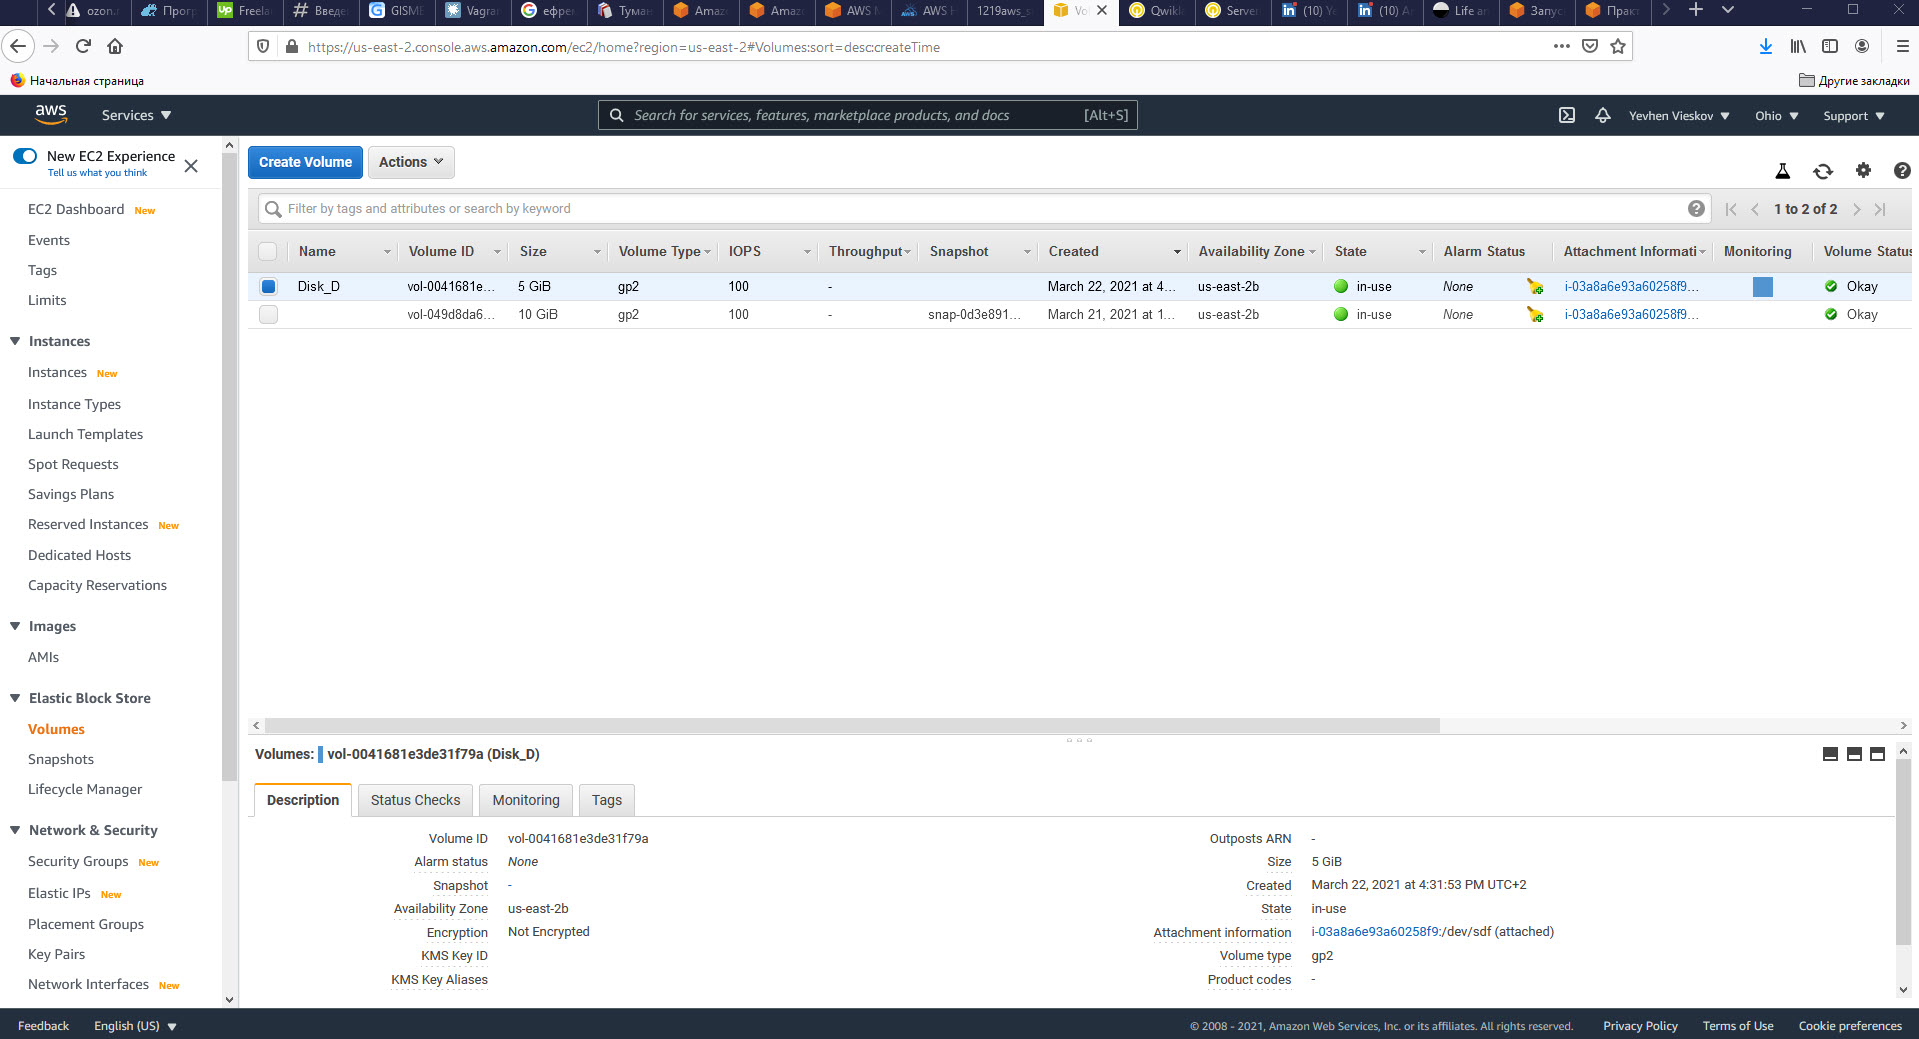 ozon. Прогр Freela Введе GISME Vagra ефре Тума Amaz Amaz AWS M AWS H 1219aws_s Vo Qwikl Server (10) Y (10) A Life an Запус Практ
https://us-east-2.console.aws.amazon.com/ec2/home?region=us-east-2#Volumes:sort=desc:createTime
Начальная страница Другие закладки
aws Services Search for services, features, marketplace products, and docs [Alt+S] Yevhen Vieskov Ohio Support
New EC2 Experience
Tell us what you think
EC2 Dashboard New
Events
Tags
Limits
Instances
Instances New
Instance Types
Launch Templates
Spot Requests
Savings Plans
Reserved Instances New
Dedicated Hosts
Capacity Reservations
Images
AMIs
Elastic Block Store
Volumes
Snapshots
Lifecycle Manager
Network & Security
Security Groups New
Elastic IPs New
Placement Groups
Key Pairs
Network Interfaces New
Create Volume Actions
Filter by tags and attributes or search by keyword 1 to 2 of 2
Name Volume ID Size Volume Type IOPS Throughput Snapshot Created Availability Zone State Alarm Status Attachment Informati Monitoring Volume Status
Disk_D vol-0041681e... 5 GiB gp2 100 - March 22, 2021 at 4... us-east-2b in-use None i-03a8a6e93a60258f9... Okay
vol-049d8da6... 10 GiB gp2 100 - snap-0d3e891... March 21, 2021 at 1... us-east-2b in-use None i-03a8a6e93a60258f9... Okay
Volumes: vol-0041681e3de31f79a (Disk_D)
Description Status Checks Monitoring Tags
Volume ID vol-0041681e3de31f79a
Alarm status None
Snapshot -
Availability Zone us-east-2b
Encryption Not Encrypted
KMS Key ID
KMS Key Aliases
Outposts ARN -
Size 5 GiB
Created March 22, 2021 at 4:31:53 PM UTC+2
State in-use
Attachment information i-03a8a6e93a60258f9:/dev/sdf (attached)
Volume type gp2
Product codes -
Feedback English (US) © 2008 - 2021, Amazon Web Services, Inc. or its affiliates. All rights reserved. Privacy Policy Terms of Use Cookie preferences